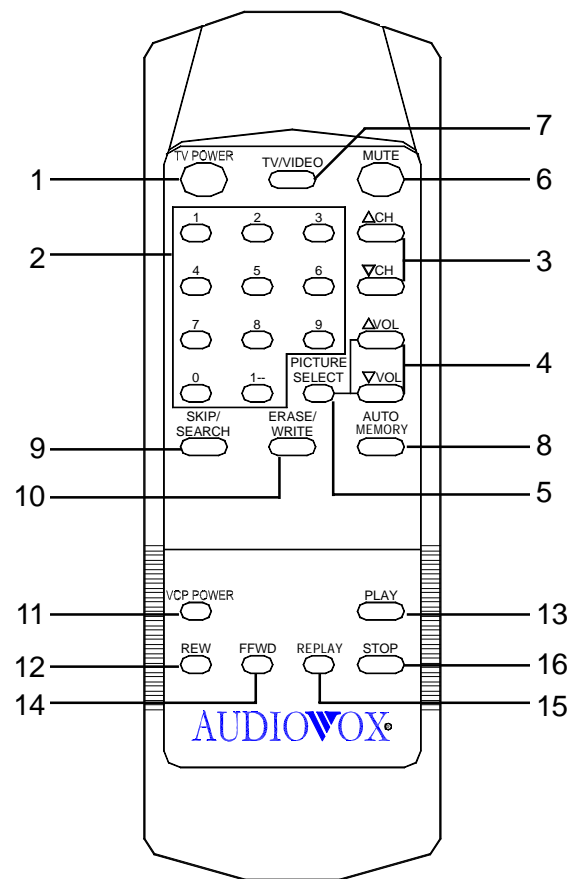 7
TV POWER
TV/VIDEO
MUTE
1
6
1
2
3
△CH
2
3
4
5
6
▽CH
7
8
9
△VOL
4
PICTURE
SELECT
0
1--
▽VOL
SKIP/
SEARCH
ERASE/
WRITE
AUTO
MEMORY
9
8
10
5
VCP POWER
PLAY
11
13
REW
FFWD
REPLAY
STOP
12
16
14
15
AUDIOVOX®